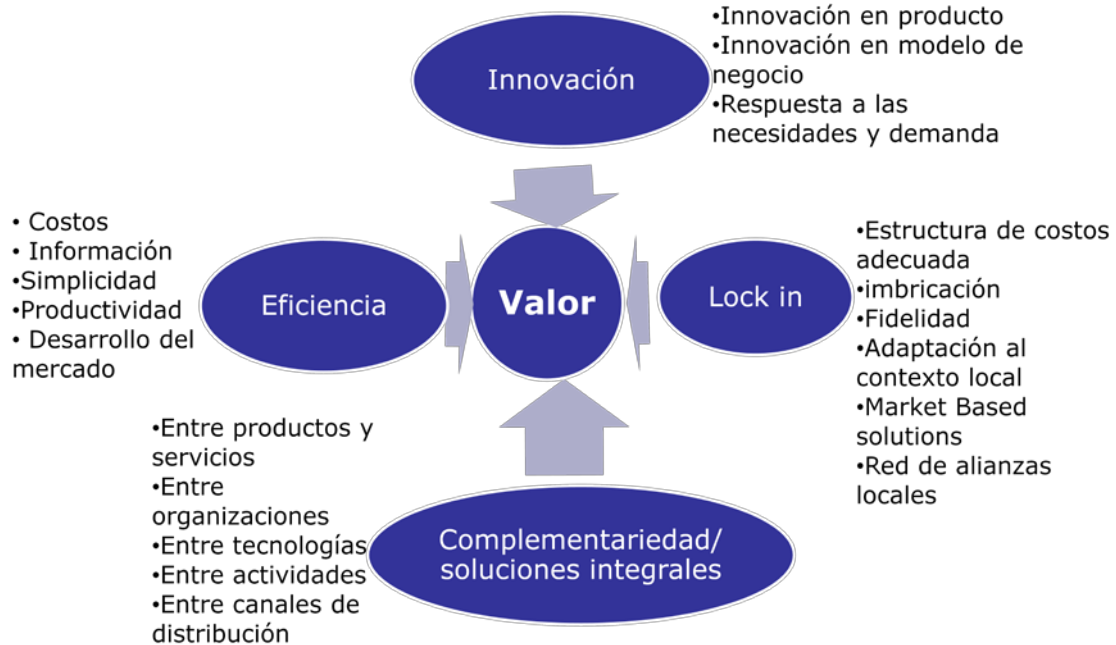 Innovación
•Innovación en producto
•Innovación en modelo de
negocio
•Respuesta a las
necesidades y demanda
• Costos
• Información
•Simplicidad
•Productividad
• Desarrollo del
mercado
Eficiencia
Valor
Lock in
•Estructura de costos
adecuada
•imbricación
•Fidelidad
•Adaptación al
contexto local
•Market Based
solutions
•Red de alianzas
locales
•Entre productos y
servicios
•Entre
organizaciones
•Entre tecnologías
•Entre actividades
•Entre canales de
distribución
Complementariedad/
soluciones integrales